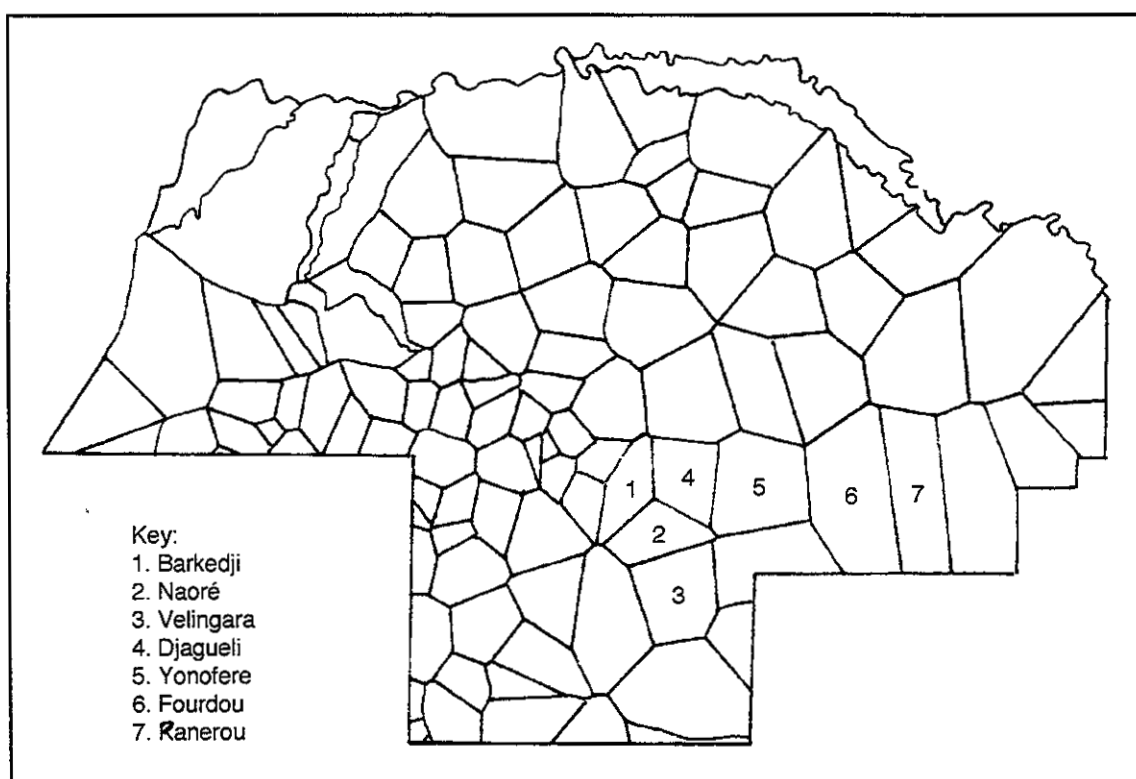 1
4
5
6
7
2
3
Key:
1. Barkedji
2. Naoré
3. Velingara
4. Djagueli
5. Yonofere
6. Fourdou
7. Ranerou